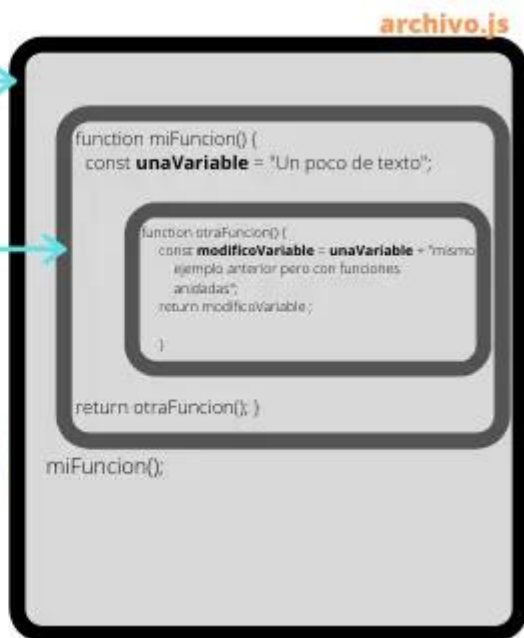 archivo.js
function miFuncion() {
const unaVariable = "Un poco de texto";
function otraFuncion() {
const modificoVariable = unaVariable + "mismo
ejemplo anterior pero con funciones
anidadas";
return modificoVariable ;
}
return otraFuncion(); }
miFuncion();